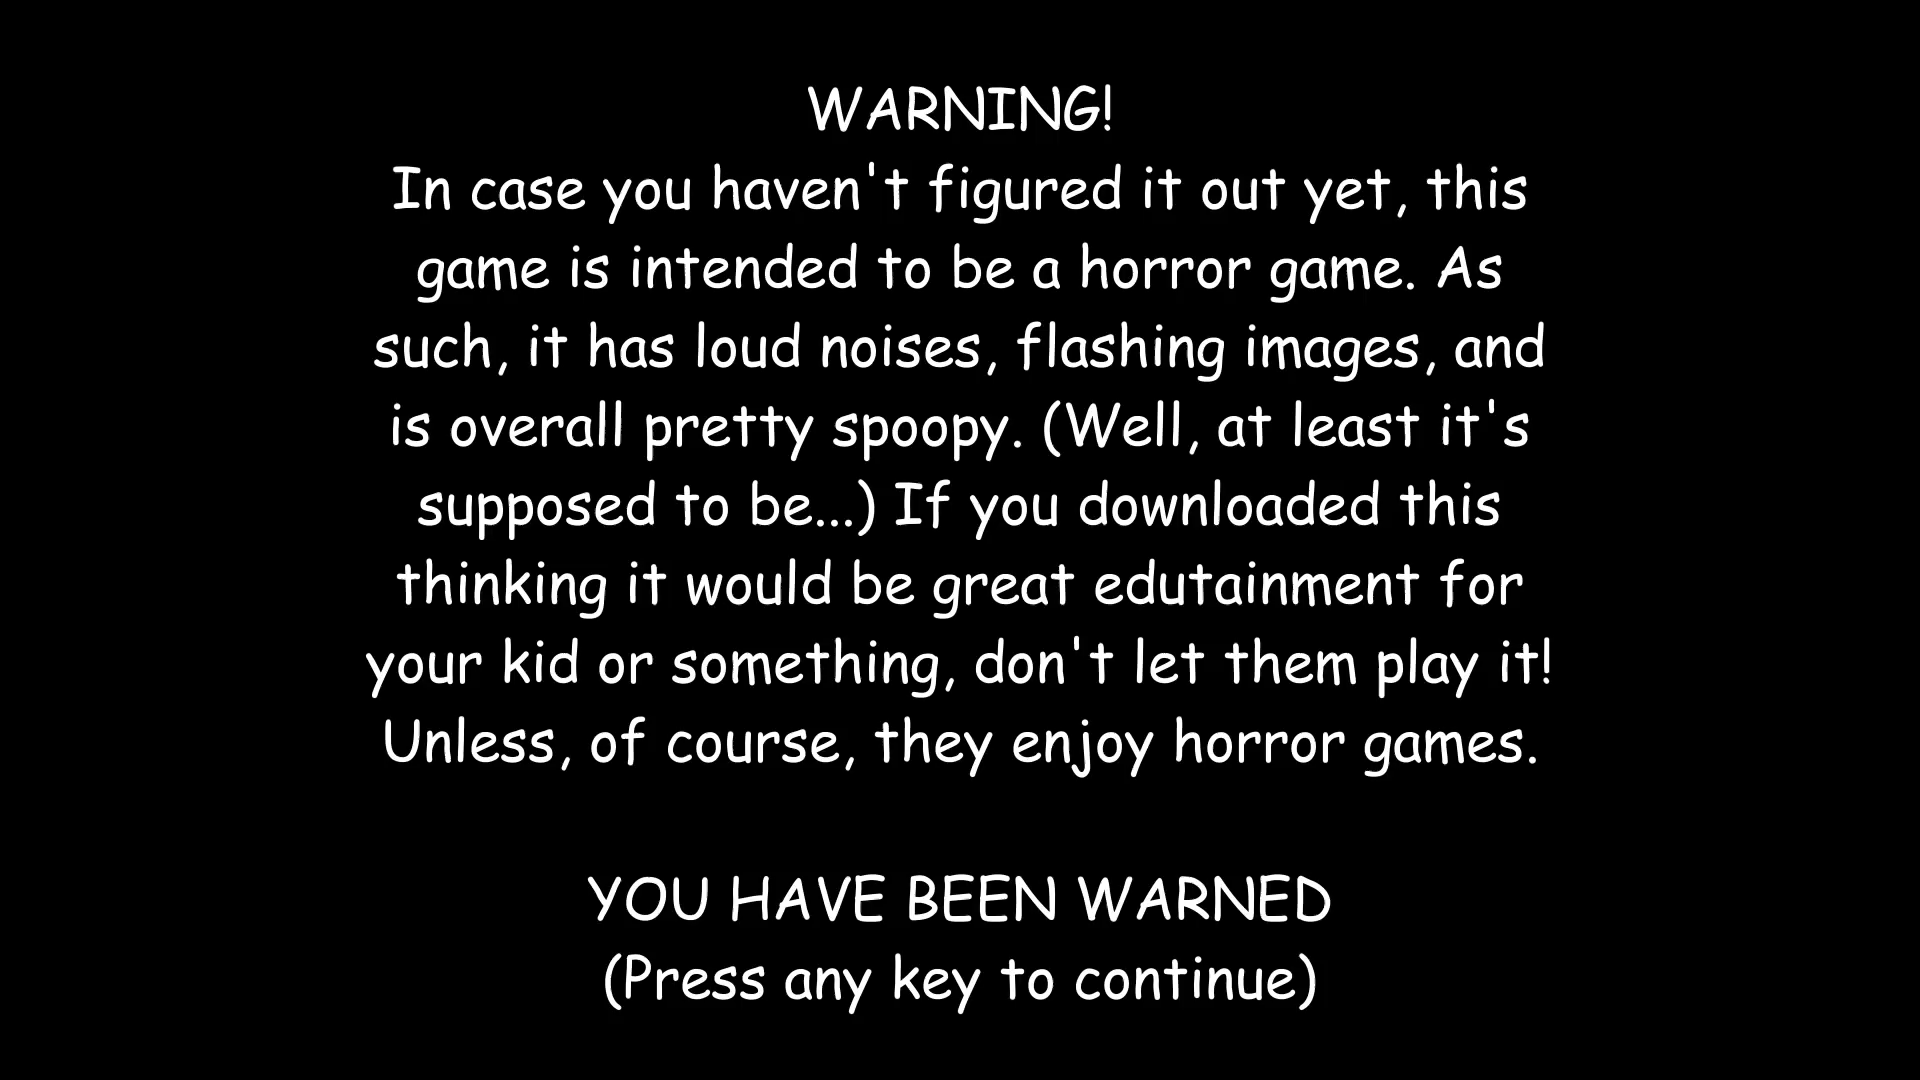 WARNING!
In case you haven't figured it out yet, this
game is intended to be a horror game. As
such, it has loud noises, flashing images, and
is overall pretty spoopy. (Well, at least it's
supposed to be...) If you downloaded this
thinking it would be great edutainment for
your kid or something, don't let them play it!
Unless, of course, they enjoy horror games.
YOU HAVE BEEN WARNED
(Press any key to continue)